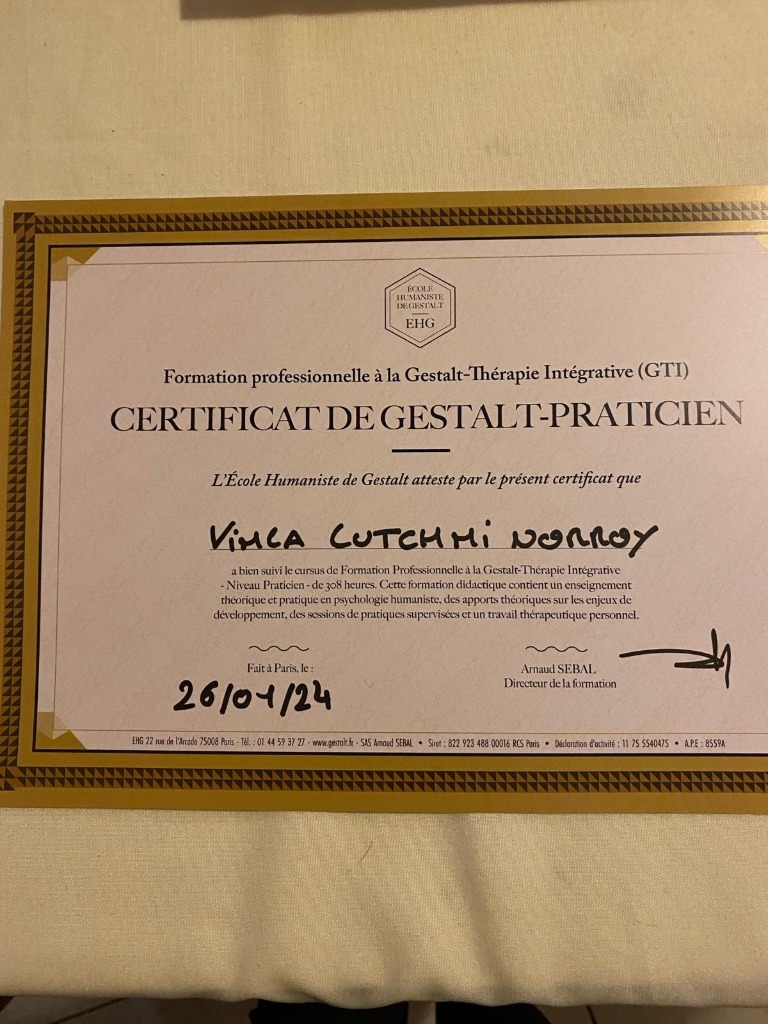 ÉCOLE
HUMANISTE
DE GESTALT
EHG
Formation professionnelle à la Gestalt-Thérapie Intégrative (GTI)
CERTIFICAT DE GESTALT-PRATICIEN
L'École Humaniste de Gestalt atteste par le présent certificat que
VIMLA LUTCHMI NORROY
a bien suivi le cursus de Formation Professionnelle à la Gestalt-Thérapie Intégrative
- Niveau Praticien - de 308 heures. Cette formation didactique contient un enseignement
théorique et pratique en psychologie humaniste, des apports théoriques sur les enjeux de
développement, des sessions de pratiques supervisées et un travail thérapeutique personnel.
Fait à Paris, le :
26/01/24
Arnaud SEBAL
Directeur de la formation
EHG 22 rue de l'Arcade 75008 Paris - Tél. : 01 44 59 37 27 - www.gestalt.fr - SAS Arnaud SEBAL • Siret : 822 923 488 00016 RCS Paris • Déclaration d'activité : 11 75 5540475 • A.P.E : 8559A